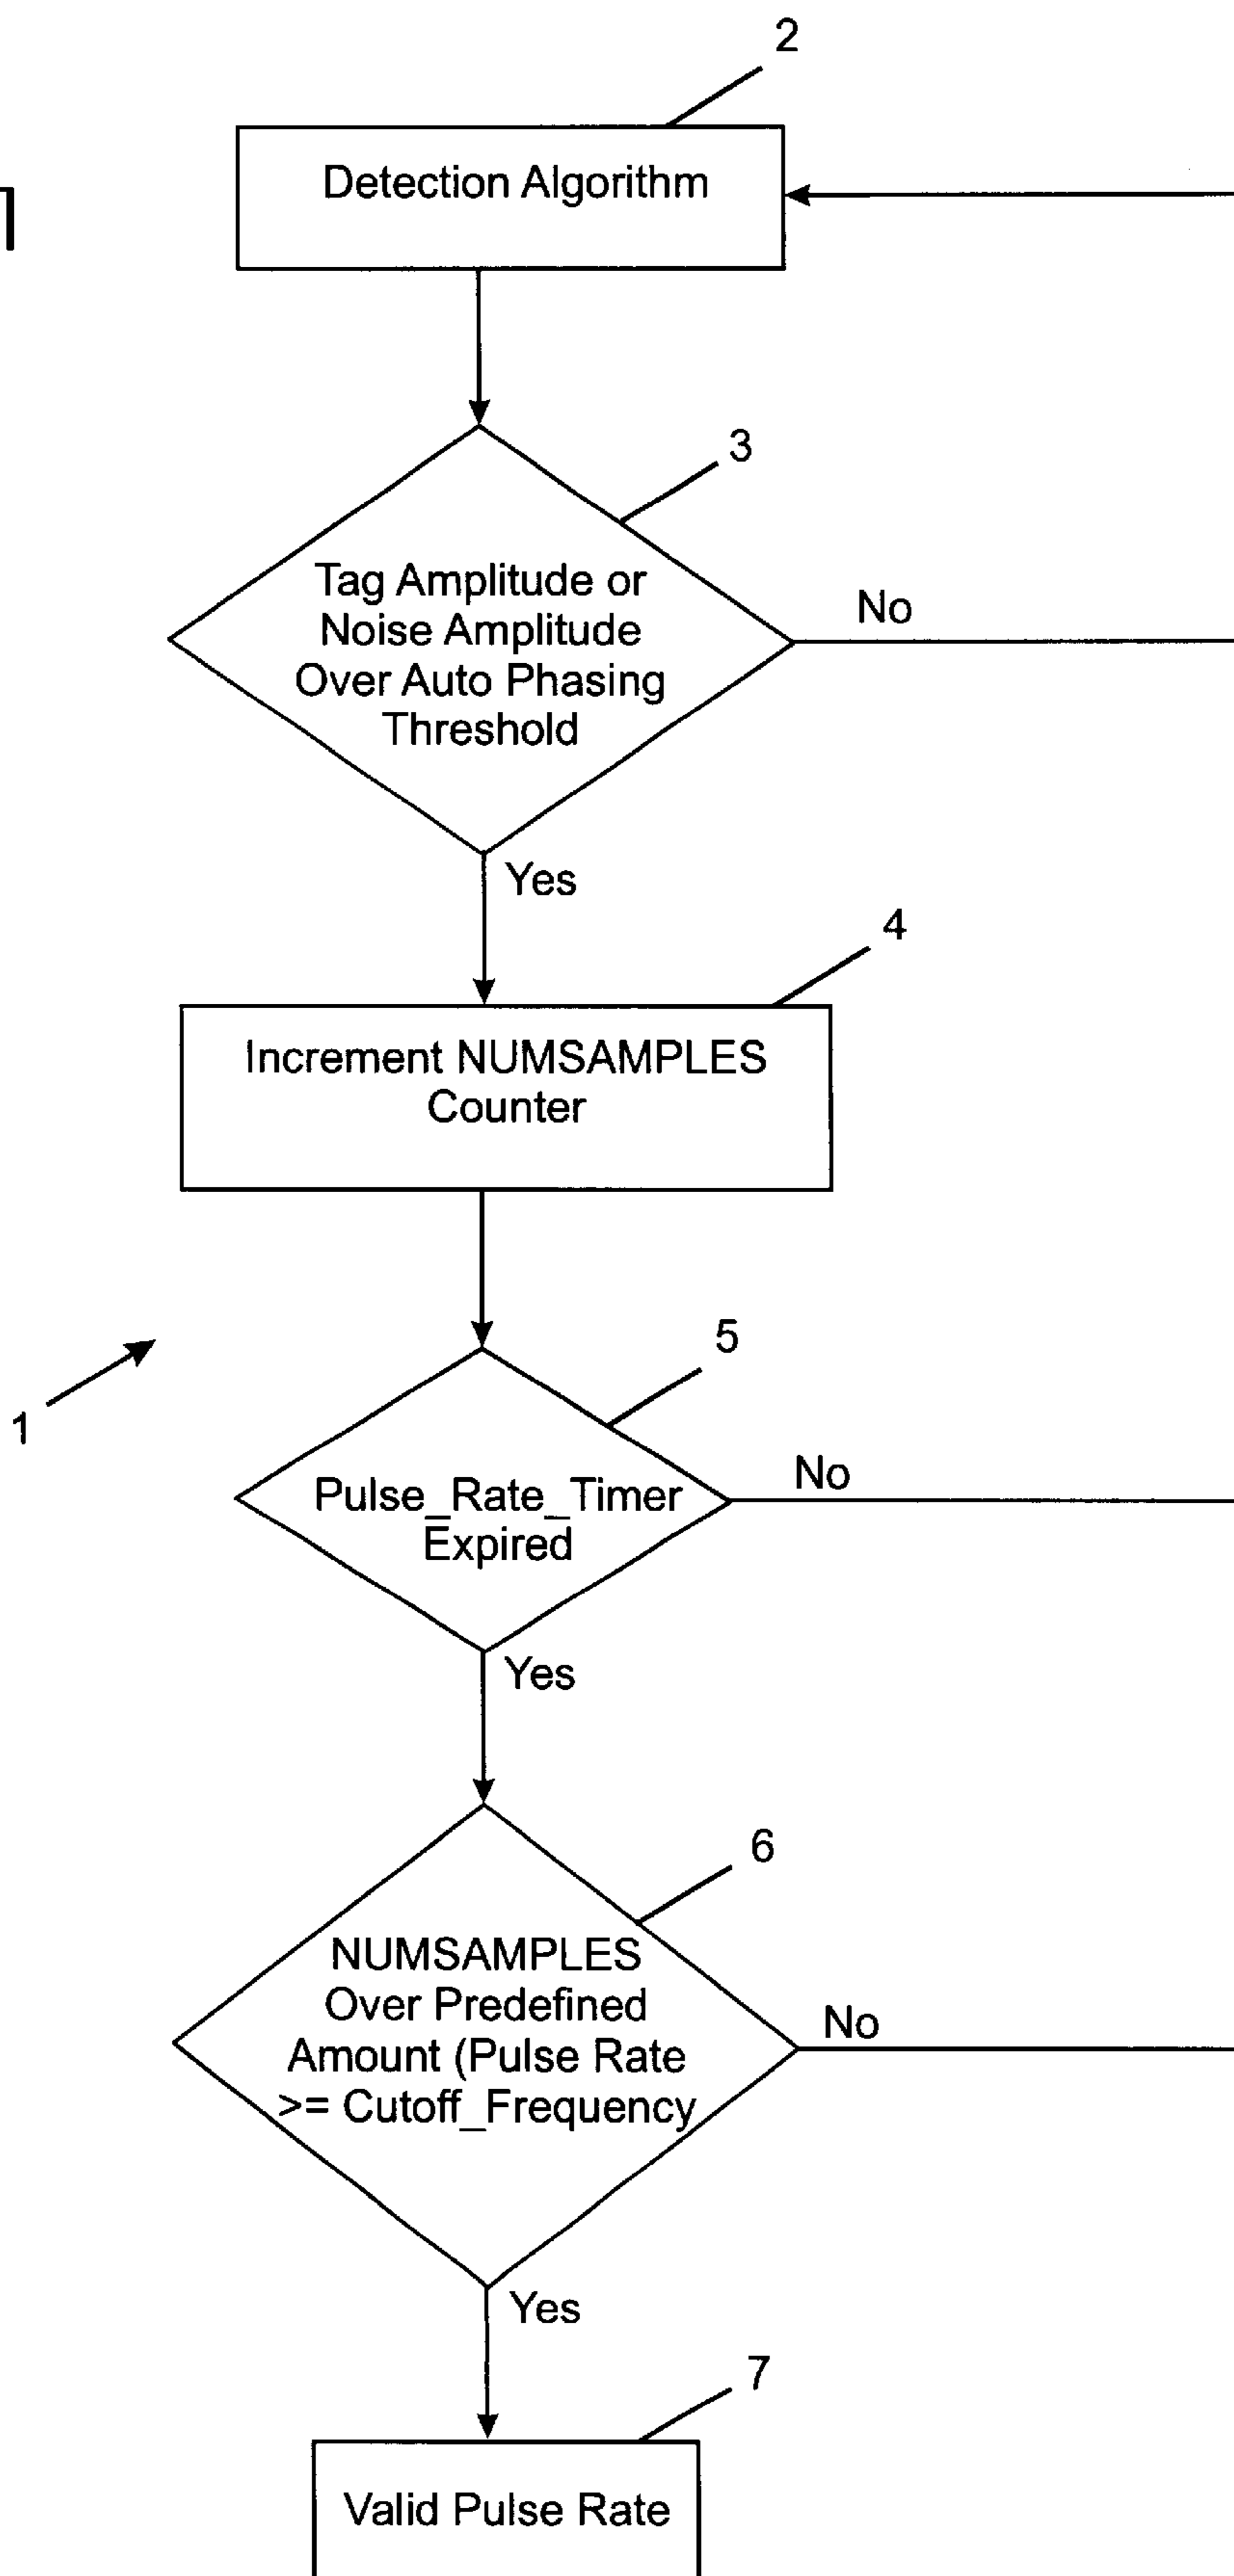 2
Detection Algorithm
3
Tag Amplitude or
Noise Amplitude
Over Auto Phasing
Threshold
No
Yes
4
Increment NUMSAMPLES
Counter
5
1
Pulse_Rate_Timer
Expired
No
Yes
6
NUMSAMPLES
Over Predefined
Amount (Pulse Rate
>= Cutoff_Frequency
No
Yes
7
Valid Pulse Rate